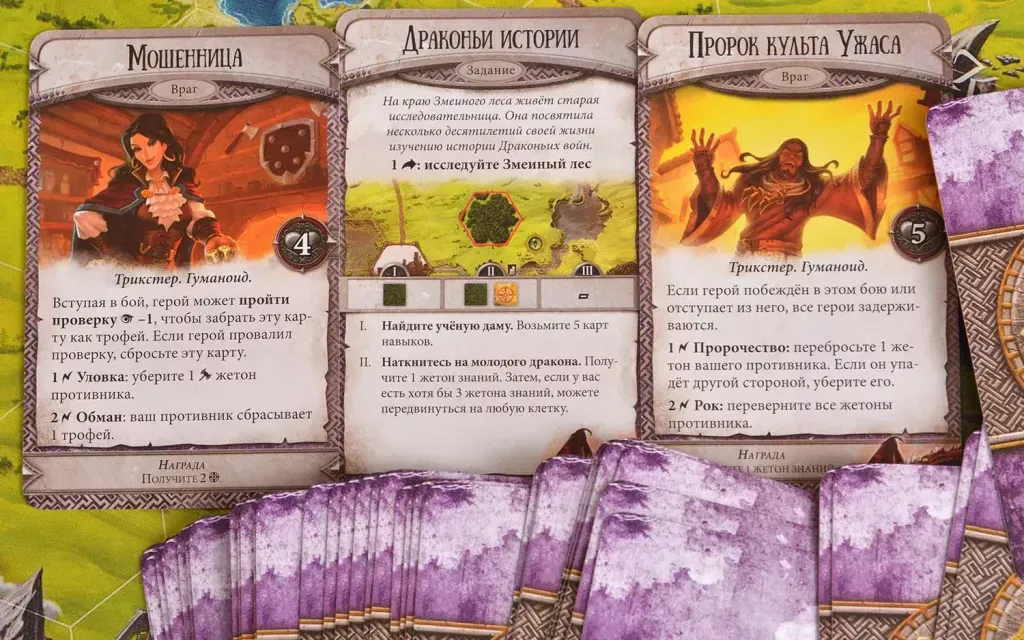 Мошенница
Враг
4
Трикстер. Гуманоид.
Вступая в бой, герой может пройти
проверку –1, чтобы забрать эту кар-
ту как трофей. Если герой провалил
проверку, сбросьте эту карту.
1 Уловка: уберите 1 жетон
противника.
2 Обман: ваш противник сбрасывает
1 трофей.
Награда
Получите 2
Драконьи истории
Задание
На краю Змеиного леса живёт старая
исследовательница. Она посвятила
несколько десятилетий своей жизни
изучению истории Драконьих войн.
1 : исследуйте Змеиный лес
I II III
I. Найдите учёную даму. Возьмите 5 карт
навыков.
II. Наткнитесь на молодого дракона. Полу-
чите 1 жетон знаний. Затем, если у вас
есть хотя бы 3 жетона знаний, можете
передвинуться на любую клетку.
Пророк культа Ужаса
Враг
5
Трикстер. Гуманоид.
Если герой побеждён в этом бою или
отступает из него, все герои задержи-
ваются.
1 Пророчество: перебросьте 1 же-
тон вашего противника. Если он упа-
дёт другой стороной, уберите его.
2 Рок: переверните все жетоны
противника.
Награда
1 жетон знаний